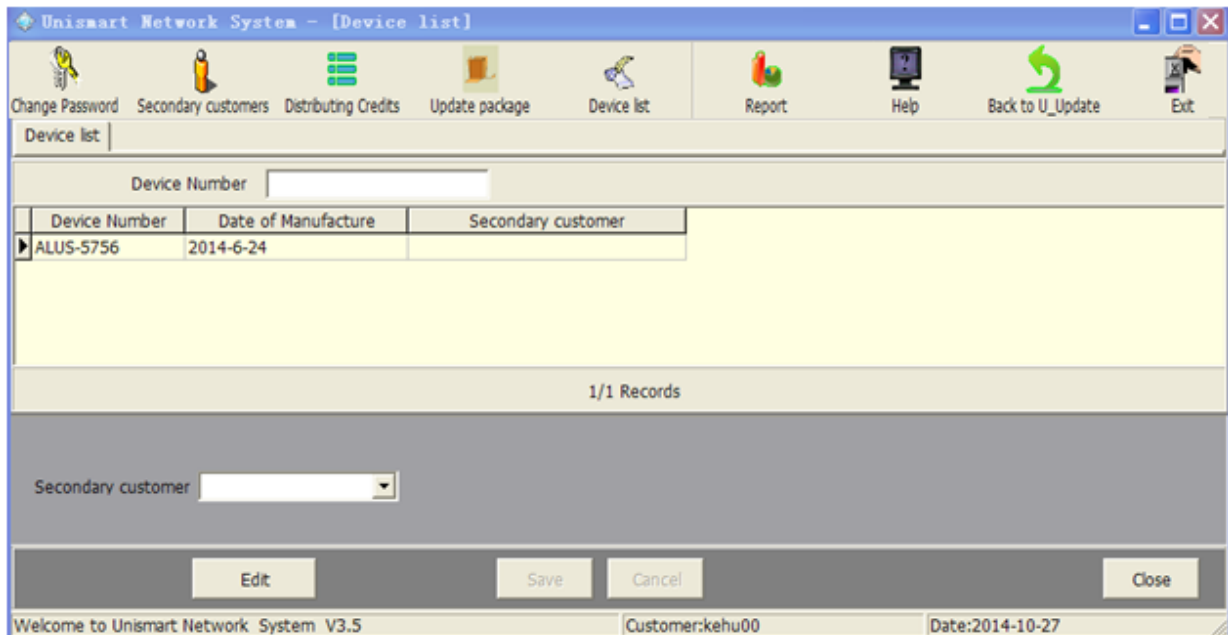 Unismart Network System - [Device list]
Change Password Secondary customers Distributing Credits Update package Device list Report Help Back to U_Update Exit
Device list
Device Number
Device Number Date of Manufacture Secondary customer
ALUS-5756 2014-6-24
1/1 Records
Secondary customer
Edit Save Cancel Close
Welcome to Unismart Network System V3.5 Customer:kehu00 Date:2014-10-27